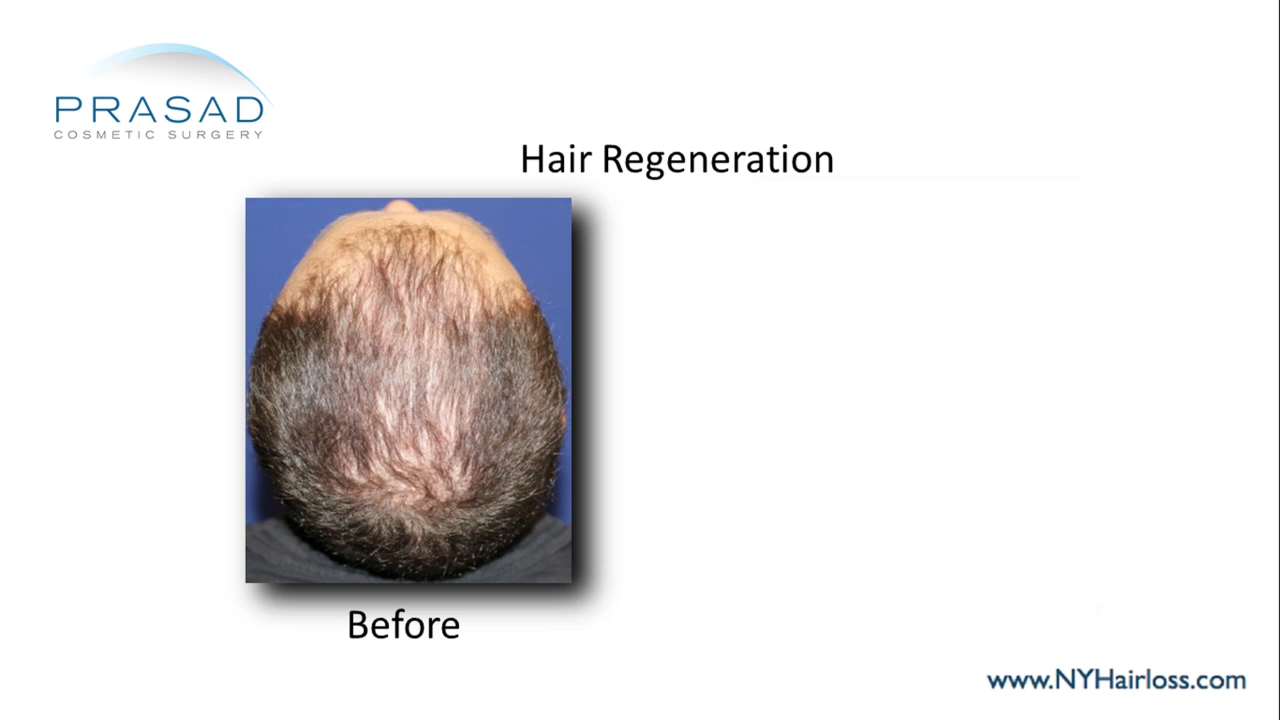 PRASAD
COSMETIC SURGERY
Hair Regeneration
Before
www.NYHairloss.com